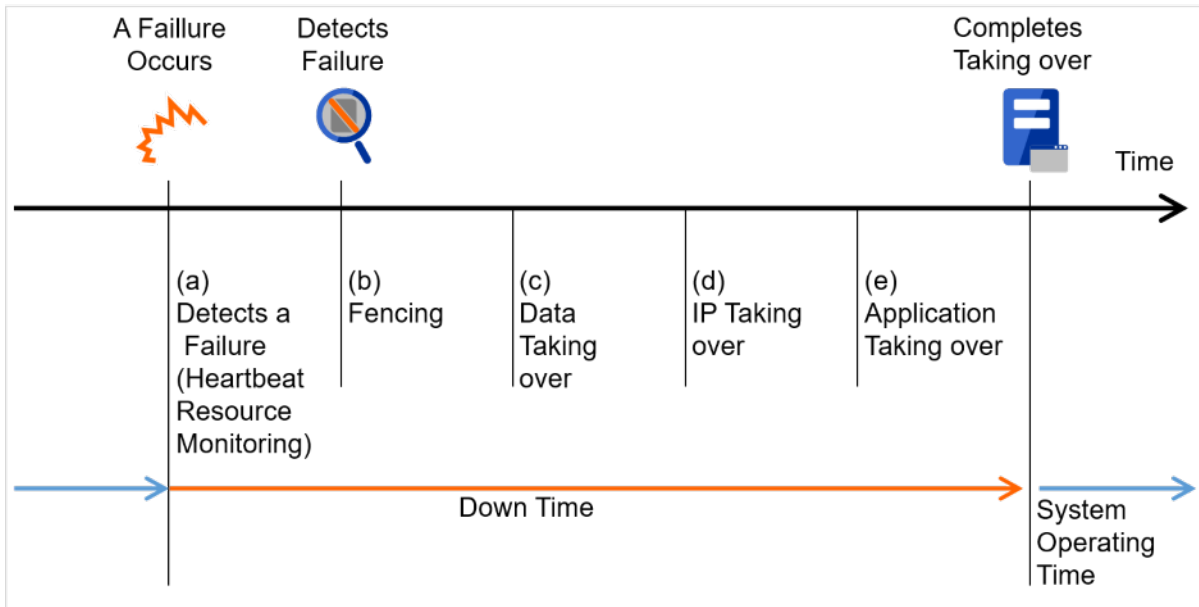 A Faillure
Occurs
Detects
Failure
Completes
Taking over
Time
(a)
Detects a
Failure
(Heartbeat
Resource
Monitoring)
(b)
Fencing
(c)
Data
Taking
over
(d)
IP Taking
over
(e)
Application
Taking over
Down Time
System
Operating
Time